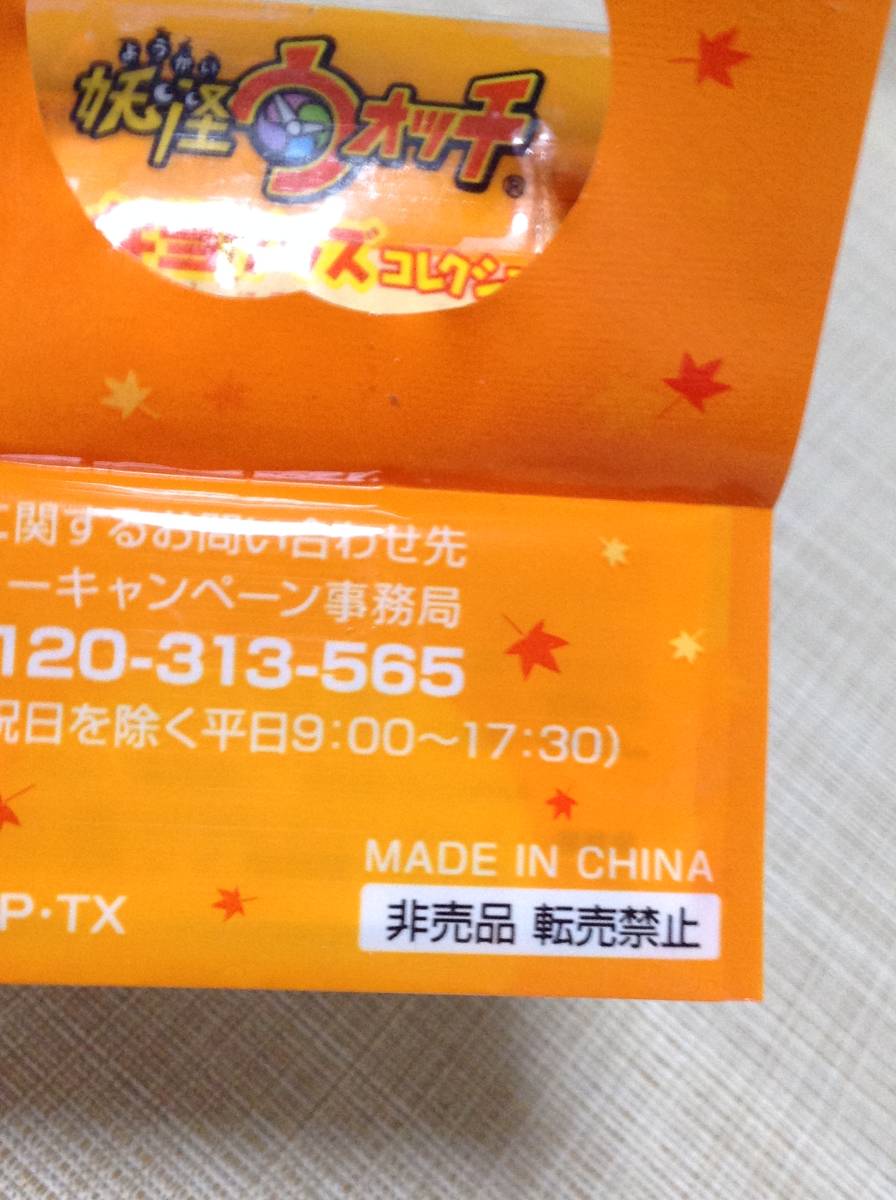 ようかい
妖怪ウォッチ®
ズコレクショ
に関するお問い合わせ先
ーキャンペーン事務局
120-313-565
祝日を除く平日9:00～17:30)
MADE IN CHINA
P・TX
非売品 転売禁止